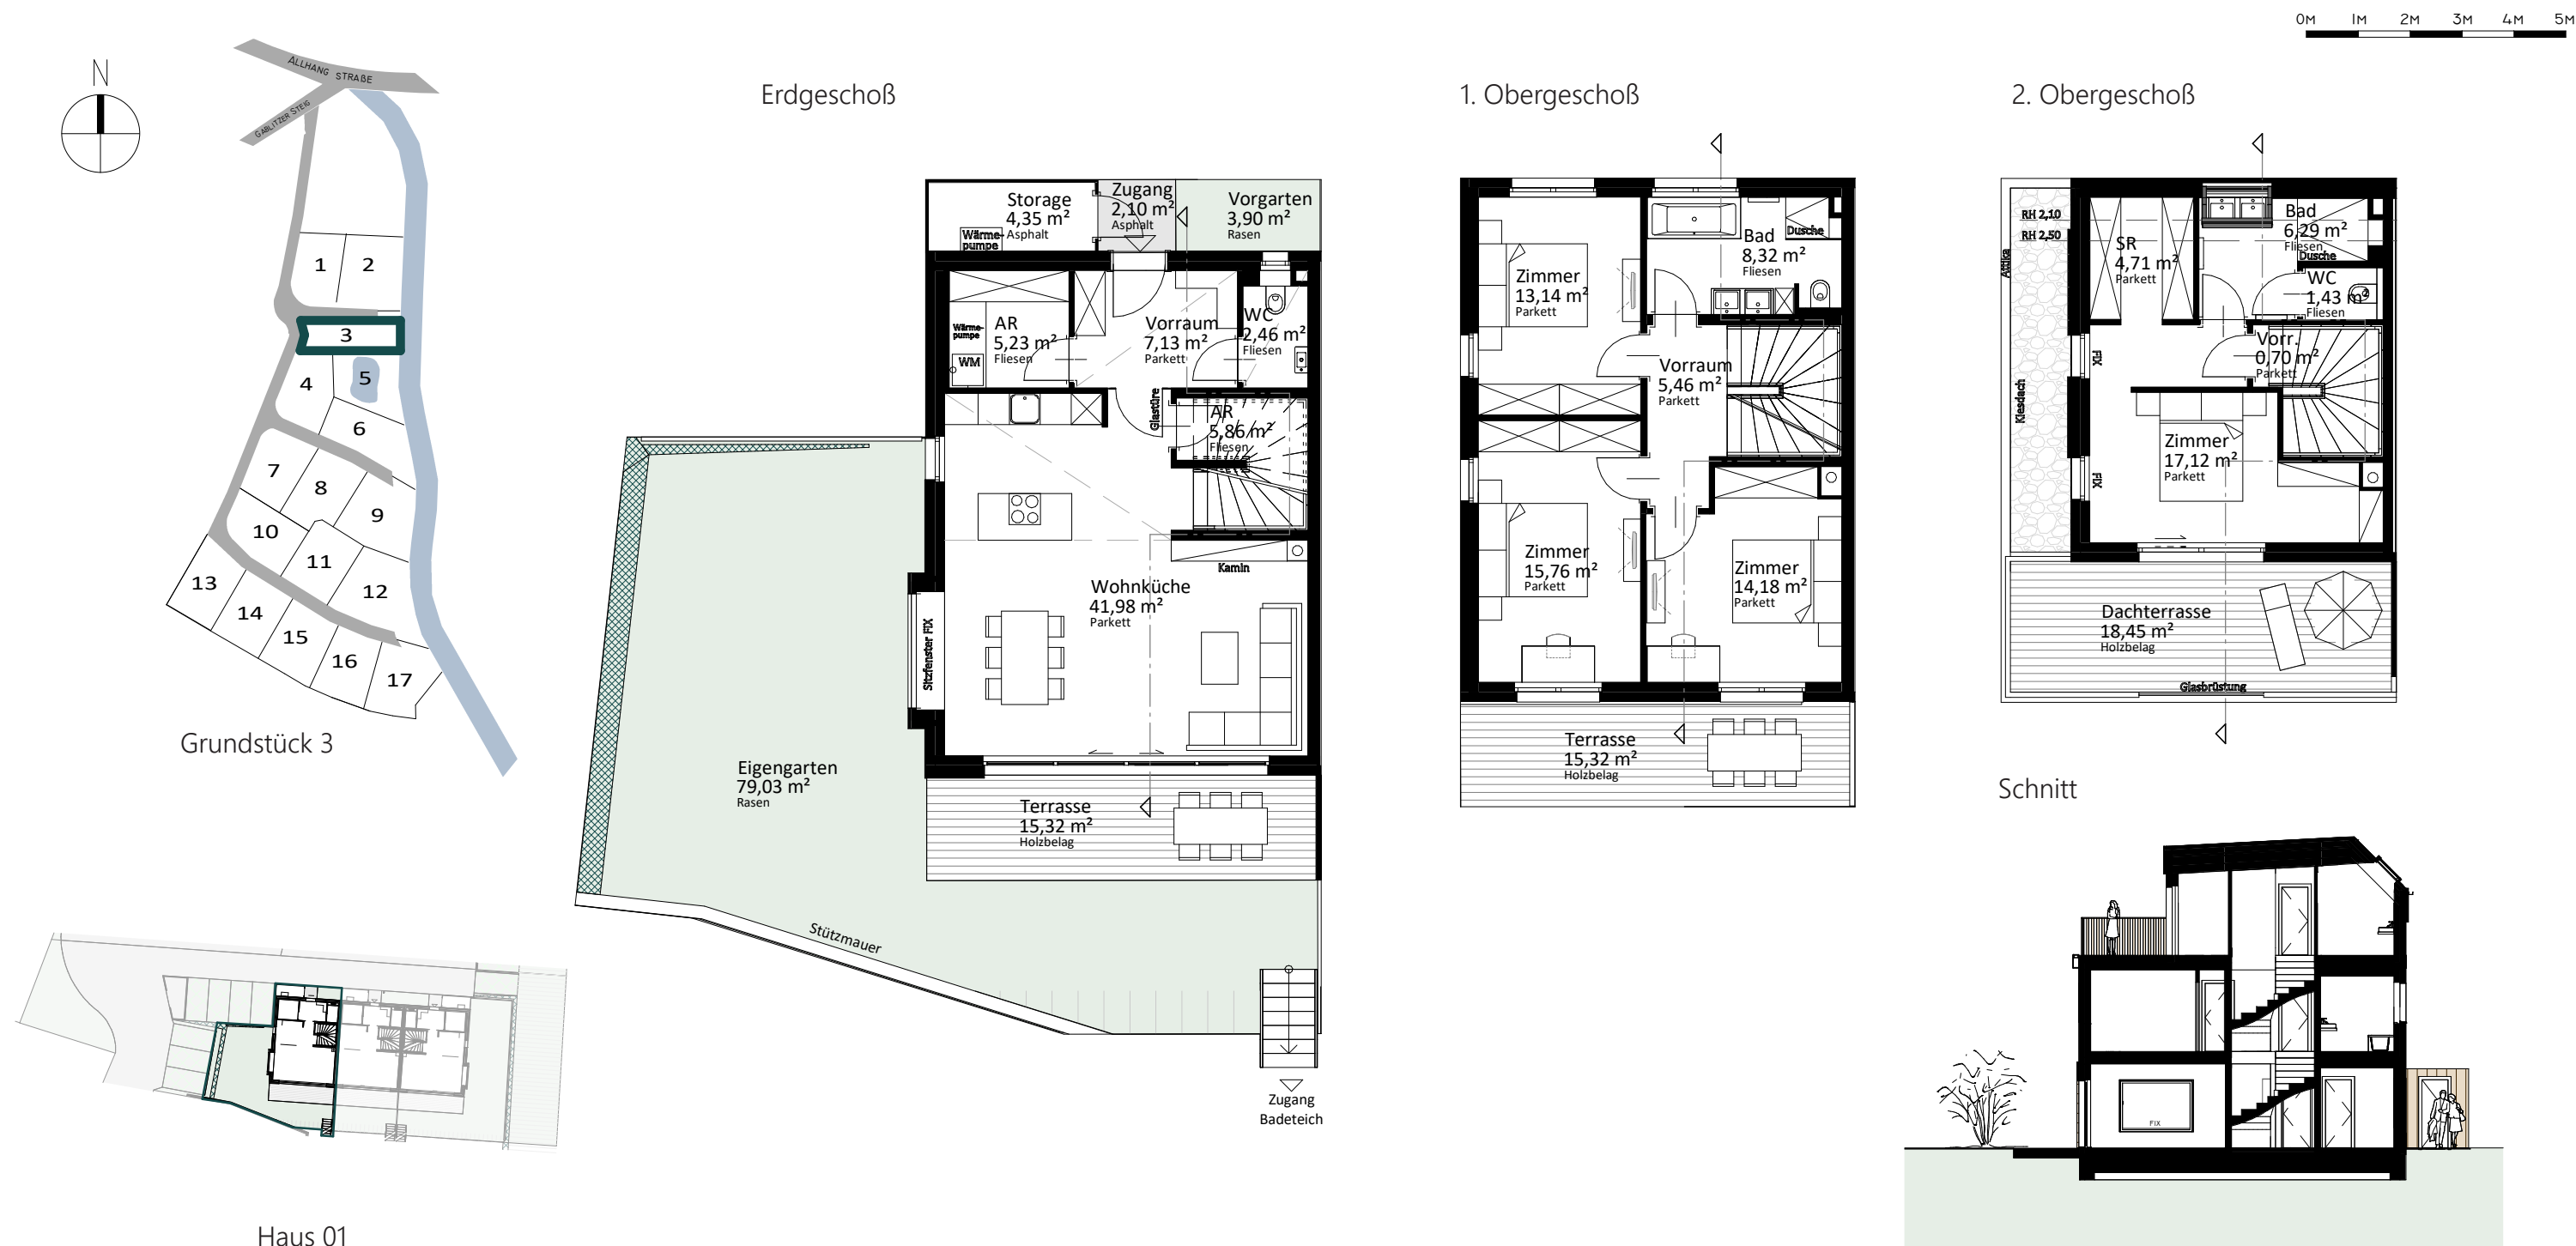 0M 1M 2M 3M 4M 5M
N
ALLHANG STRAßE
GABLITZER STEIG
1
2
3
4
5
6
7
8
9
10
11
12
13
14
15
16
17
Grundstück 3
Haus 01
Erdgeschoß
Storage
4,35 m²
Asphalt
Wärme-
pumpe
Zugang
2,10 m²
Asphalt
Vorgarten
3,90 m²
Rasen
Wärme-
pumpe
WM
AR
5,23 m²
Fliesen
Vorraum
7,13 m²
Parkett
WC
2,46 m²
Fliesen
Glastüre
AR
5,86 m²
Fliesen
Kamin
Wohnküche
41,98 m²
Parkett
Sitzfenster FIX
Eigengarten
79,03 m²
Rasen
Terrasse
15,32 m²
Holzbelag
Stützmauer
Zugang
Badeteich
1. Obergeschoß
Zimmer
13,14 m²
Parkett
Bad
8,32 m²
Fliesen
Dusche
Vorraum
5,46 m²
Parkett
Zimmer
15,76 m²
Parkett
Zimmer
14,18 m²
Parkett
Terrasse
15,32 m²
Holzbelag
2. Obergeschoß
RH 2,10
RH 2,50
Attika
Kiesdach
SR
4,71 m²
Parkett
Bad
6,29 m²
Fliesen
Dusche
WC
1,43 m²
Fliesen
Vorr.
0,70 m²
Parkett
FIX
FIX
Zimmer
17,12 m²
Parkett
Dachterrasse
18,45 m²
Holzbelag
Glasbrüstung
Schnitt
FIX